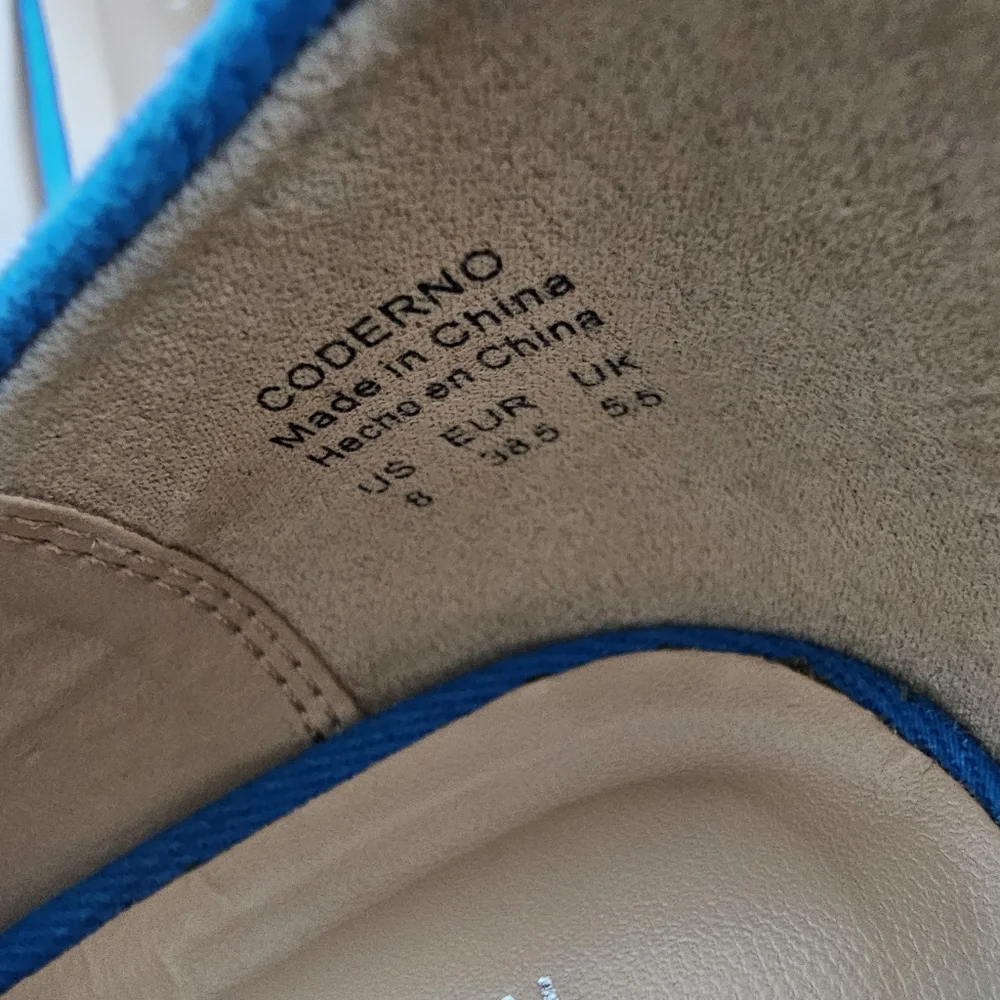 CODERNO
Made in China
Hecho en China
US EUR UK
8 38.5 5.5